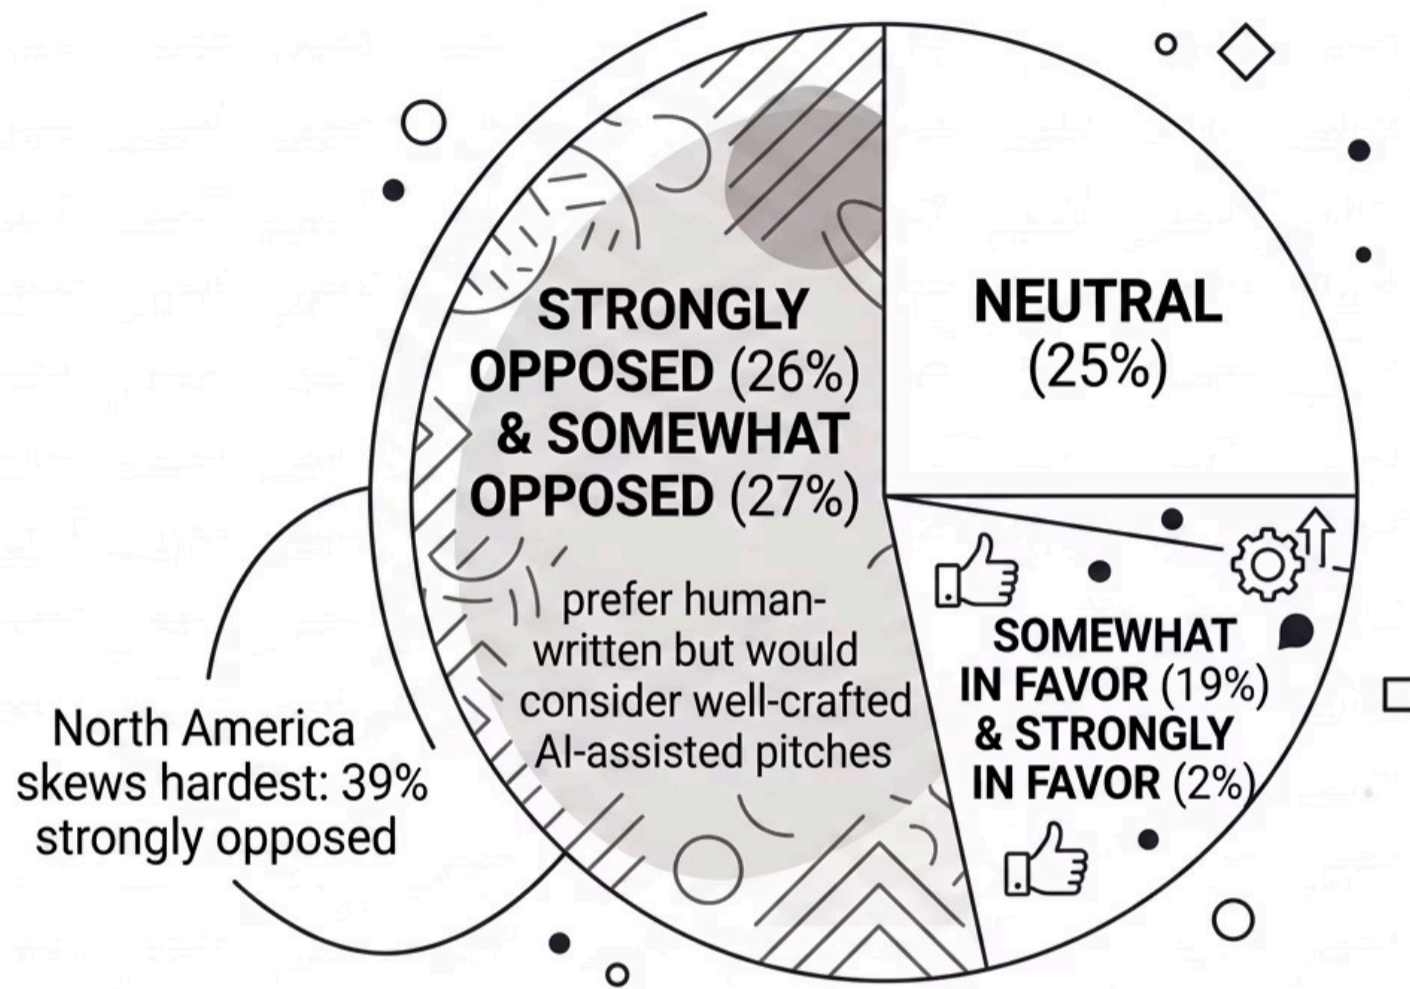 STRONGLY
OPPOSED (26%)
& SOMEWHAT
OPPOSED (27%)
prefer human-
written but would
consider well-crafted
AI-assisted pitches
NEUTRAL
(25%)
SOMEWHAT
IN FAVOR (19%)
& STRONGLY
IN FAVOR (2%)
North America
skews hardest: 39%
strongly opposed